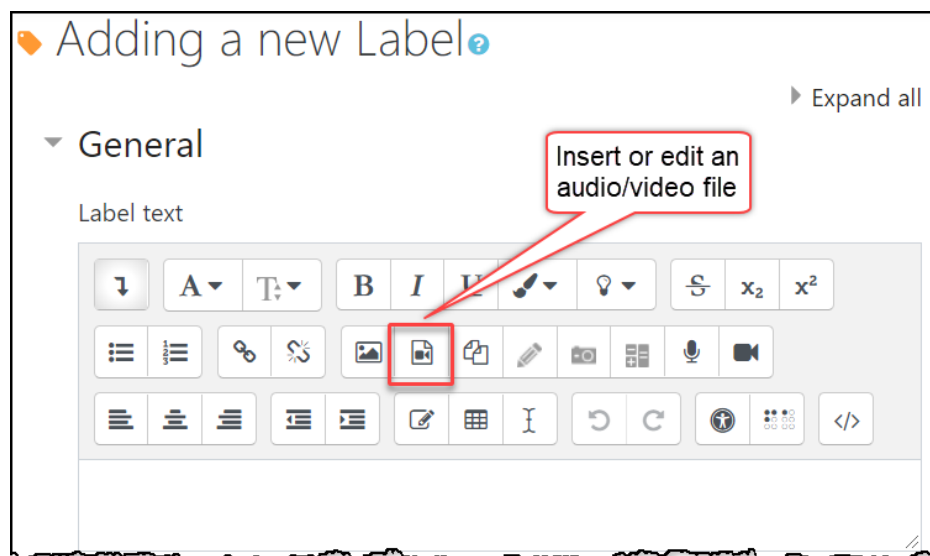 Adding a new Label
Expand all
General
Insert or edit an
audio/video file
Label text
A T B I U S x₂ x²
</>